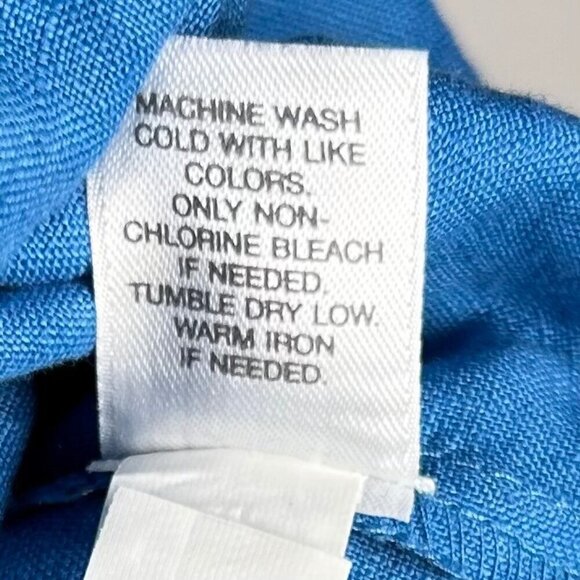 MACHINE WASH
COLD WITH LIKE
COLORS.
ONLY NON-
CHLORINE BLEACH
IF NEEDED.
TUMBLE DRY LOW.
WARM IRON
IF NEEDED.